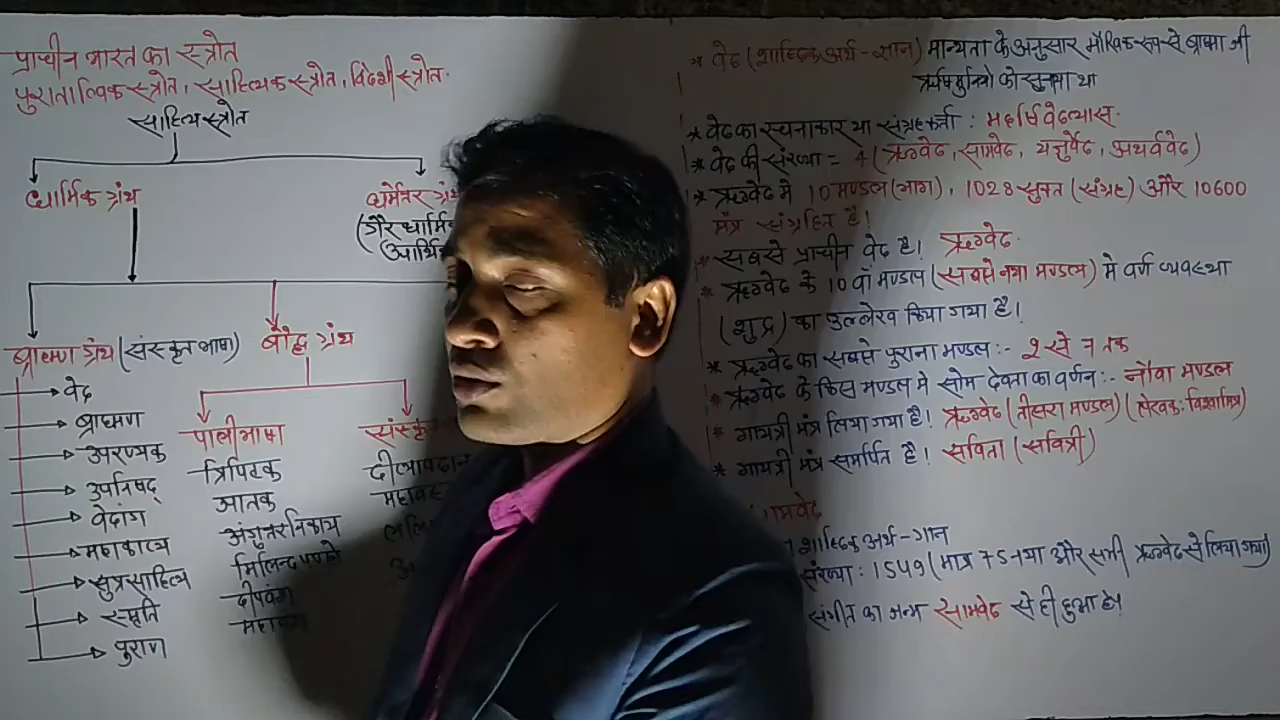 प्राचीन भारत का स्त्रोत
पुरातात्विक स्त्रोत, साहित्यिक स्त्रोत, विदेशी स्त्रोत.
साहित्य स्त्रोत
धार्मिक ग्रंथ
धर्मेत्तर ग्रंथ
(गैर धार्मिक
ब्राह्मण ग्रंथ (संस्कृत भाषा)
बौद्ध ग्रंथ
वेद
ब्राह्मण
अरण्यक
उपनिषद्
वेदांग
महाकाव्य
सुत्र साहित्य
स्मृति
पुराण
पालीभाषा
त्रिपिटक
जातक
अंगुत्तरनिकाय
मिलिन्द पण्हो
दीपवंश
महावंश
* वेद (शाब्दिक अर्थ - ज्ञान) मान्यता के अनुसार मौखिक रूप से ब्रह्मा जी
ऋषिमुनियो को सुनाया था
* वेद का रचनाकार या संग्रहकर्ता : महर्षि वेदव्यास.
* वेद की संख्या = 4 (ऋग्वेद, सामवेद, यजुर्वेद, अथर्ववेद)
* ऋग्वेद मे 10 मण्डल (भाग), 1028 सुक्त (संग्रह) और 10600
मंत्र संग्रहित है।
* सबसे प्राचीन वेद है। ऋग्वेद.
* ऋग्वेद के 10 वॉ मण्डल (सबसे नया मण्डल) मे वर्ण व्यवस्था
(शुद्र) का उल्लेख किया गया है।
* ऋग्वेद का सबसे पुराना मण्डल :- 2 से 7 तक
* ऋग्वेद के किस मण्डल मे सोम देवता का वर्णन :- नौवा मण्डल
* गायत्री मंत्र लिया गया है। ऋग्वेद (तीसरा मण्डल) (लेखक: विश्वामित्र)
* गायत्री मंत्र समर्पित है। सविता (सवित्री)
शाब्दिक अर्थ - गान
संख्या : 1549 (मात्र 75 नया और सभी ऋग्वेद से लिया गया)
संगीत का जन्म सामवेद से ही हुआ है।